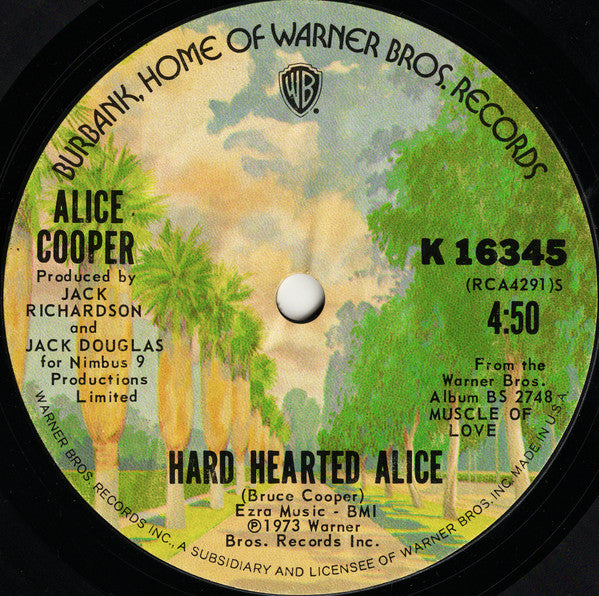 BURBANK, HOME OF WARNER BROS. RECORDS
WB
ALICE
COOPER
Produced by
JACK
RICHARDSON
and
JACK DOUGLAS
for Nimbus 9
Productions
Limited
K 16345
(RCA4291)S
4:50
From the
Warner Bros.
Album BS 2748
MUSCLE OF
LOVE
HARD HEARTED ALICE
(Bruce Cooper)
Ezra Music - BMI
Ⓟ1973 Warner
Bros. Records Inc.
WARNER BROS. RECORDS INC., A SUBSIDIARY AND LICENSEE OF WARNER BROS. INC. MADE IN U.S.A.